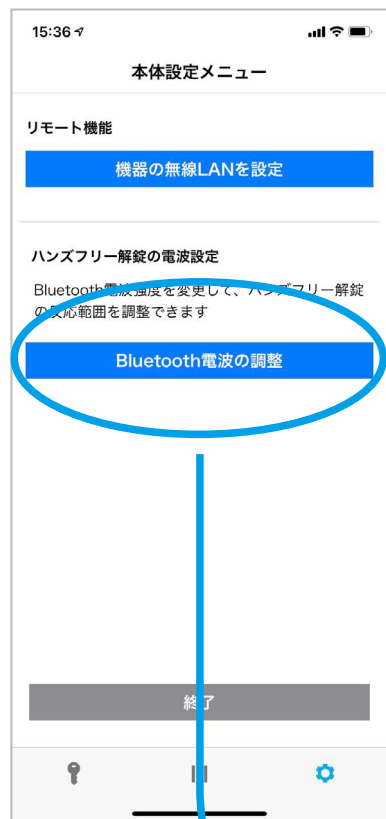 15:36
本体設定メニュー
リモート機能
機器の無線LANを設定
ハンズフリー解錠の電波設定
Bluetooth電波強度を変更して、ハンズフリー解錠
の反応範囲を調整できます
Bluetooth電波の調整
終了